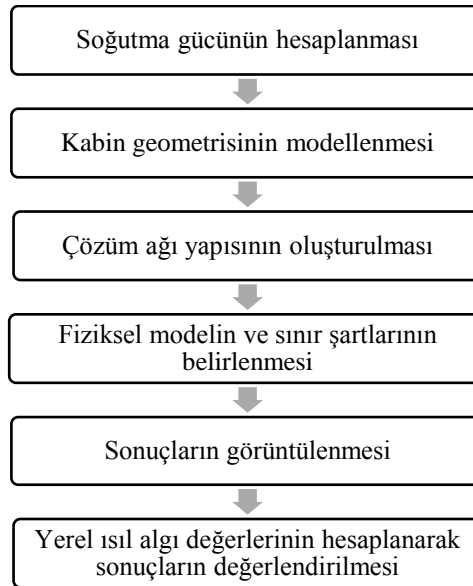 Soğutma gücünün hesaplanması
Kabin geometrisinin modellenmesi
Çözüm ağı yapısının oluşturulması
Fiziksel modelin ve sınır şartlarının
belirlenmesi
Sonuçların görüntülenmesi
Yerel ısıl algı değerlerinin hesaplanarak
sonuçların değerlendirilmesi